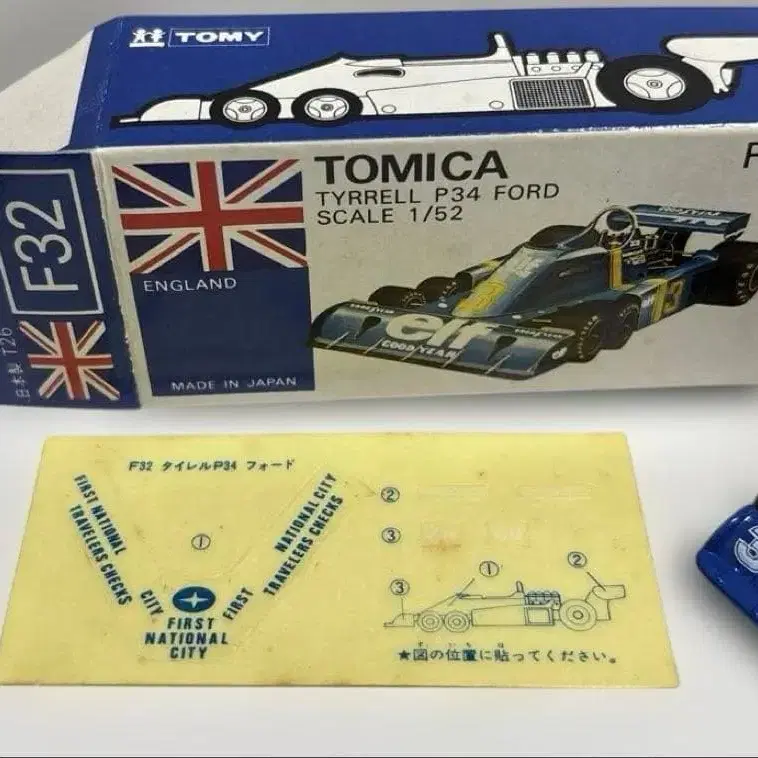 TOMY
TOMICA
TYRRELL P34 FORD
SCALE 1/52
F
ENGLAND
MADE IN JAPAN
F32
日本製 T26
elf
GOODYEAR
13
F32 タイレルP34 フォード
FIRST NATIONAL
TRAVELERS CHECKS
CITY
①
FIRST
NATIONAL
CITY
FIRST
NATIONAL CITY
TRAVELERS CHECKS
②
③
①
②
③
★図の位置に貼ってください。